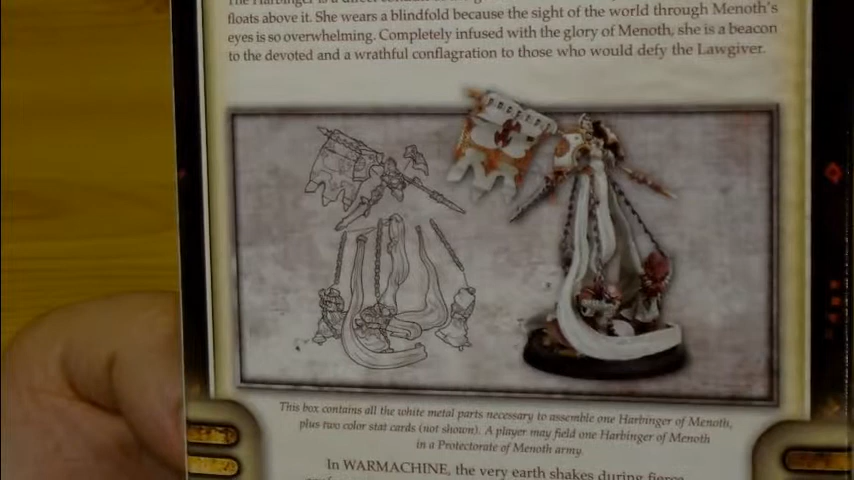 floats above it. She wears a blindfold because the sight of the world through Menoth's
eyes is so overwhelming. Completely infused with the glory of Menoth, she is a beacon
to the devoted and a wrathful conflagration to those who would defy the Lawgiver.
This box contains all the white metal parts necessary to assemble one Harbinger of Menoth,
plus two color stat cards (not shown). A player may field one Harbinger of Menoth
in a Protectorate of Menoth army.
In WARMACHINE, the very earth shakes during fierce